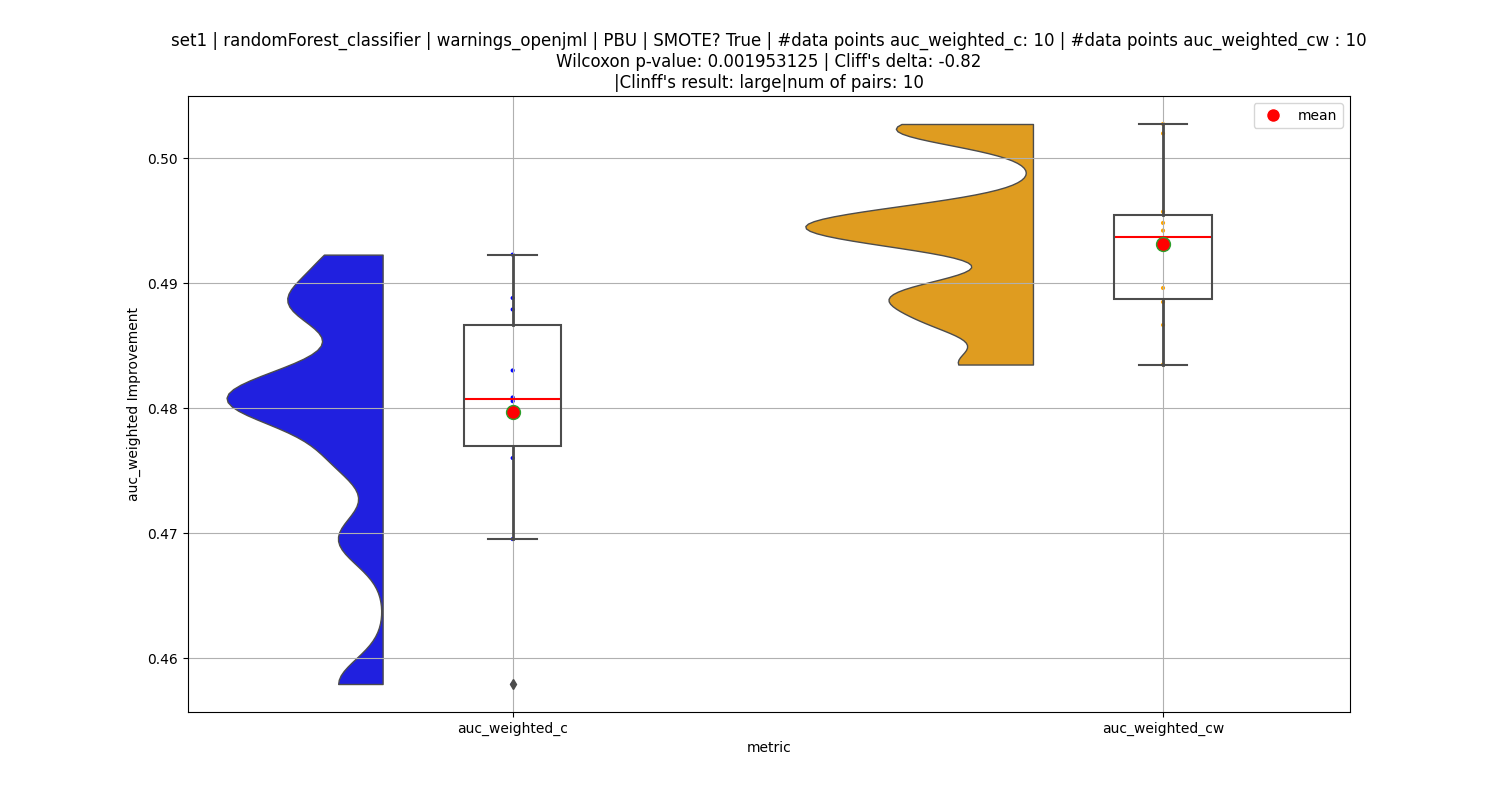 set1 | randomForest_classifier | warnings_openjml | PBU | SMOTE? True | #data points auc_weighted_c: 10 | #data points auc_weighted_cw : 10
Wilcoxon p-value: 0.001953125 | Cliff's delta: -0.82
|Clinff's result: large|num of pairs: 10
mean
0.50
0.49
0.48
0.47
0.46
auc_weighted Improvement
auc_weighted_c
auc_weighted_cw
metric